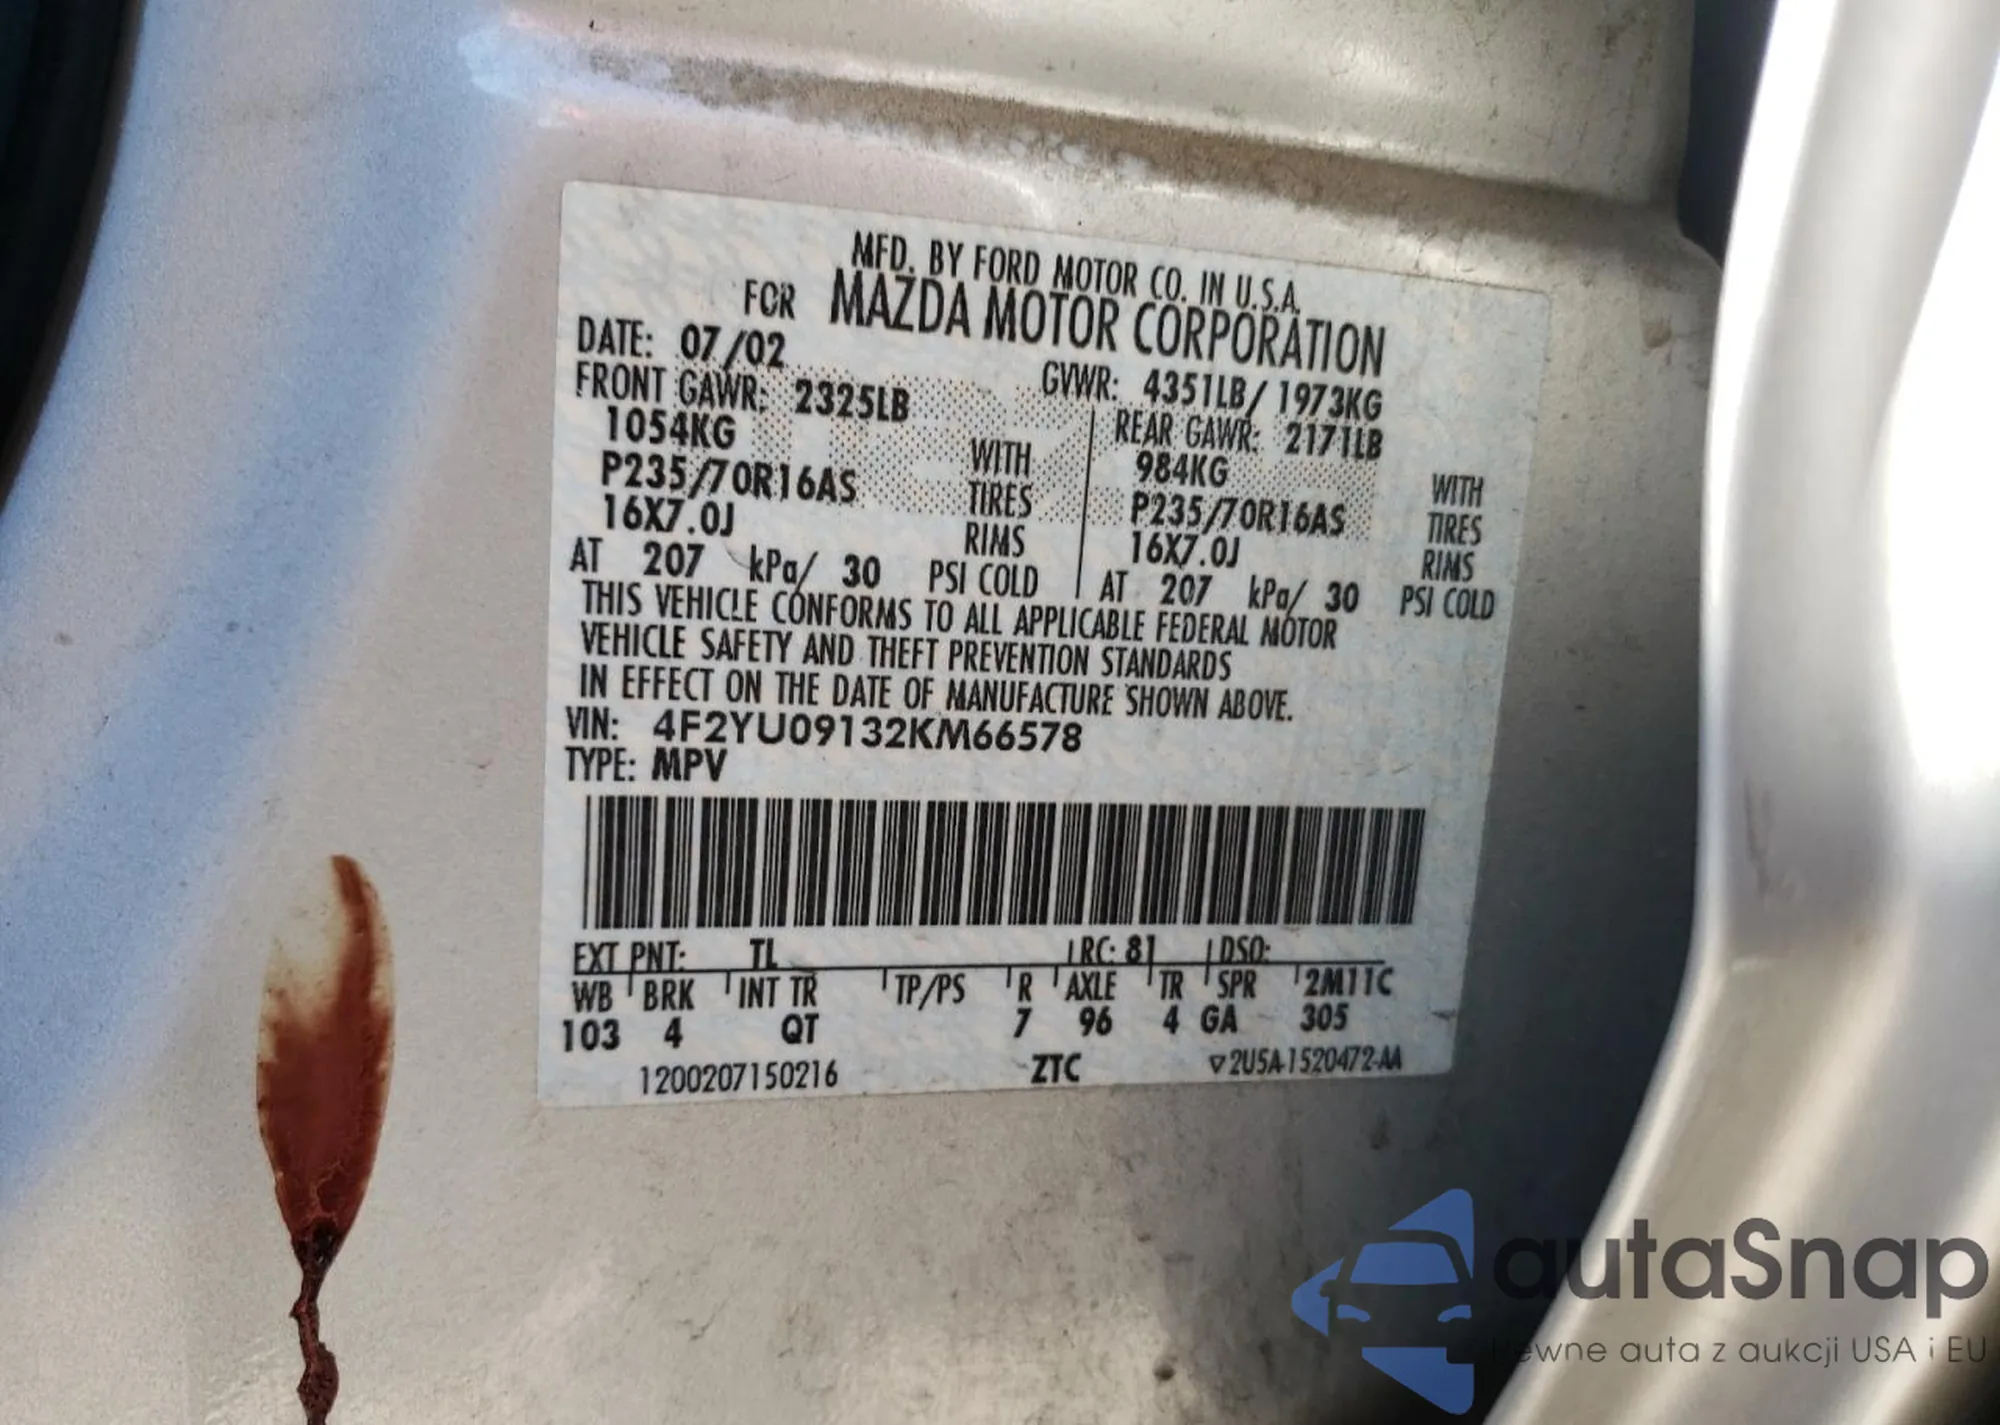 MFD. BY FORD MOTOR CO. IN U.S.A.
FOR MAZDA MOTOR CORPORATION
DATE: 07/02 GVWR: 4351LB/ 1973KG
FRONT GAWR: 2325LB REAR GAWR: 2171LB
1054KG WITH 984KG WITH
P235/70R16AS TIRES P235/70R16AS TIRES
16X7.0J RIMS 16X7.0J RIMS
AT 207 kPa/ 30 PSI COLD AT 207 kPa/ 30 PSI COLD
THIS VEHICLE CONFORMS TO ALL APPLICABLE FEDERAL MOTOR
VEHICLE SAFETY AND THEFT PREVENTION STANDARDS
IN EFFECT ON THE DATE OF MANUFACTURE SHOWN ABOVE.
VIN: 4F2YU09132KM66578
TYPE: MPV
EXT PNT: TL RC: 81 DSO:
WB BRK INT TR TP/PS R AXLE TR SPR 2M11C
103 4 QT 7 96 4 GA 305
1200207150216 ZTC ▽2U5A-1520472-AA
autaSnap
Pewne auta z aukcji USA i EU